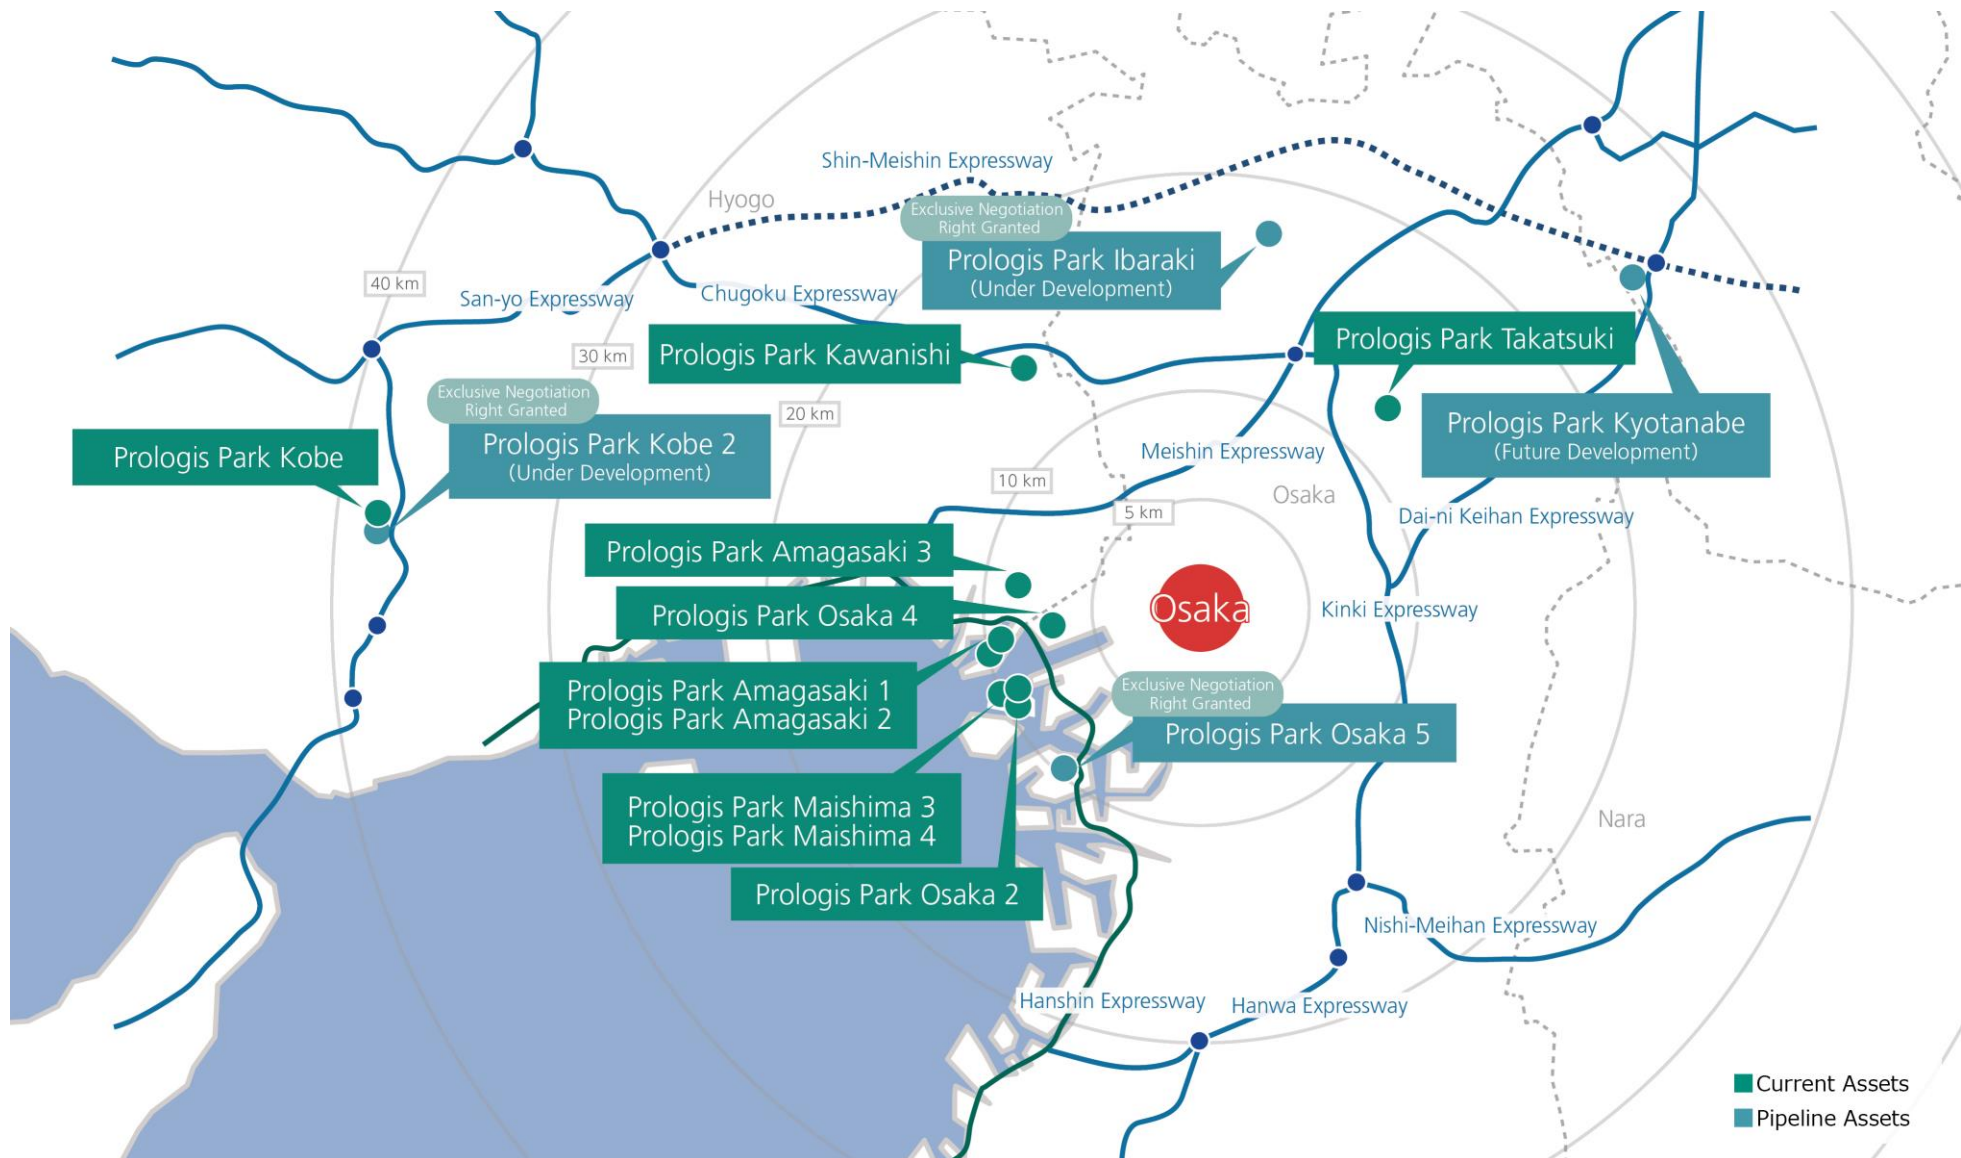 Shin-Meishin Expressway
Hyogo
Exclusive Negotiation
Right Granted
Prologis Park Ibaraki
(Under Development)
40 km
San-yo Expressway
Chugoku Expressway
30 km
Prologis Park Kawanishi
Prologis Park Takatsuki
Exclusive Negotiation
Right Granted
20 km
Prologis Park Kobe
Prologis Park Kobe 2
(Under Development)
Prologis Park Kyotanabe
(Future Development)
Meishin Expressway
10 km
Osaka
5 km
Dai-ni Keihan Expressway
Prologis Park Amagasaki 3
Prologis Park Osaka 4
Osaka
Kinki Expressway
Prologis Park Amagasaki 1
Prologis Park Amagasaki 2
Exclusive Negotiation
Right Granted
Prologis Park Osaka 5
Prologis Park Maishima 3
Prologis Park Maishima 4
Nara
Prologis Park Osaka 2
Nishi-Meihan Expressway
Hanshin Expressway
Hanwa Expressway
Current Assets
Pipeline Assets